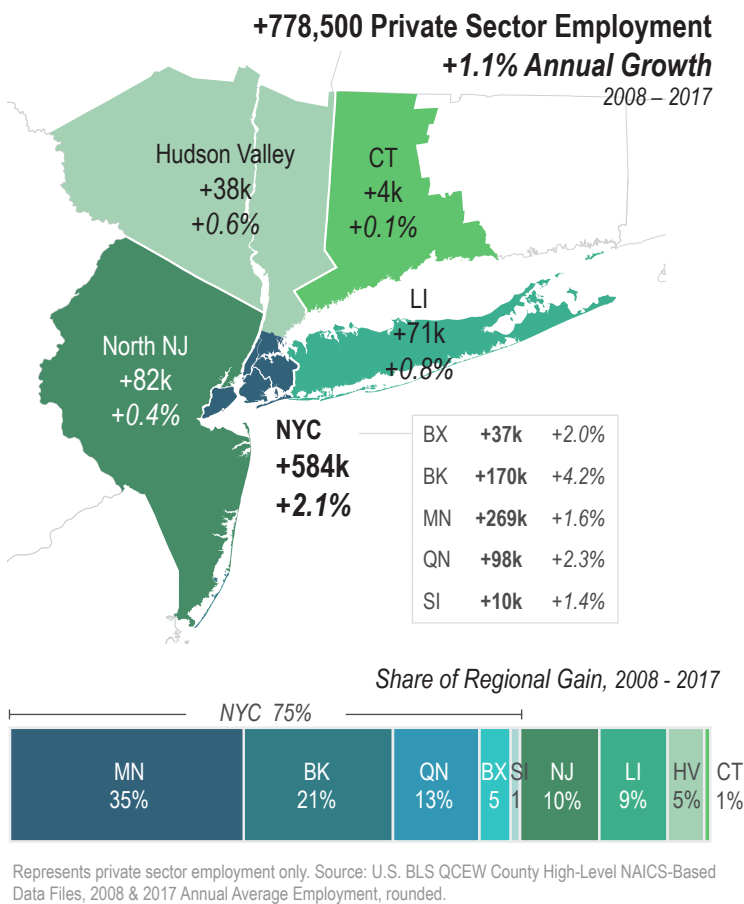 +778,500 Private Sector Employment
+1.1% Annual Growth
2008 – 2017
Hudson Valley
+38k
+0.6%
CT
+4k
+0.1%
LI
+71k
+0.8%
North NJ
+82k
+0.4%
NYC
+584k
+2.1%
BX +37k +2.0%
BK +170k +4.2%
MN +269k +1.6%
QN +98k +2.3%
SI +10k +1.4%
Share of Regional Gain, 2008 - 2017
NYC 75%
MN
35%
BK
21%
QN
13%
BX
5
SI
1
NJ
10%
LI
9%
HV
5%
CT
1%
Represents private sector employment only. Source: U.S. BLS QCEW County High-Level NAICS-Based
Data Files, 2008 & 2017 Annual Average Employment, rounded.